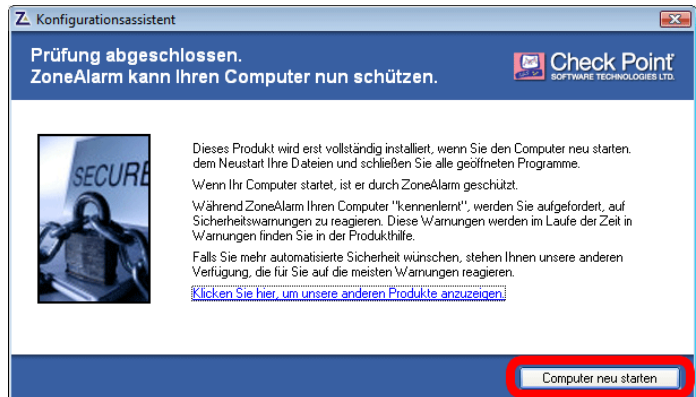 Konfigurationsassistent
Prüfung abgeschlossen.
ZoneAlarm kann Ihren Computer nun schützen.
Check Point
SOFTWARE TECHNOLOGIES LTD.
SECURE
Dieses Produkt wird erst vollständig installiert, wenn Sie den Computer neu starten.
dem Neustart Ihre Dateien und schließen Sie alle geöffneten Programme.
Wenn Ihr Computer startet, ist er durch ZoneAlarm geschützt.
Während ZoneAlarm Ihren Computer "kennenlernt", werden Sie aufgefordert, auf
Sicherheitswarnungen zu reagieren. Diese Warnungen werden im Laufe der Zeit in
Warnungen finden Sie in der Produkthilfe.
Falls Sie mehr automatisierte Sicherheit wünschen, stehen Ihnen unsere anderen
Verfügung, die für Sie auf die meisten Warnungen reagieren.
Klicken Sie hier, um unsere anderen Produkte anzuzeigen.
Computer neu starten